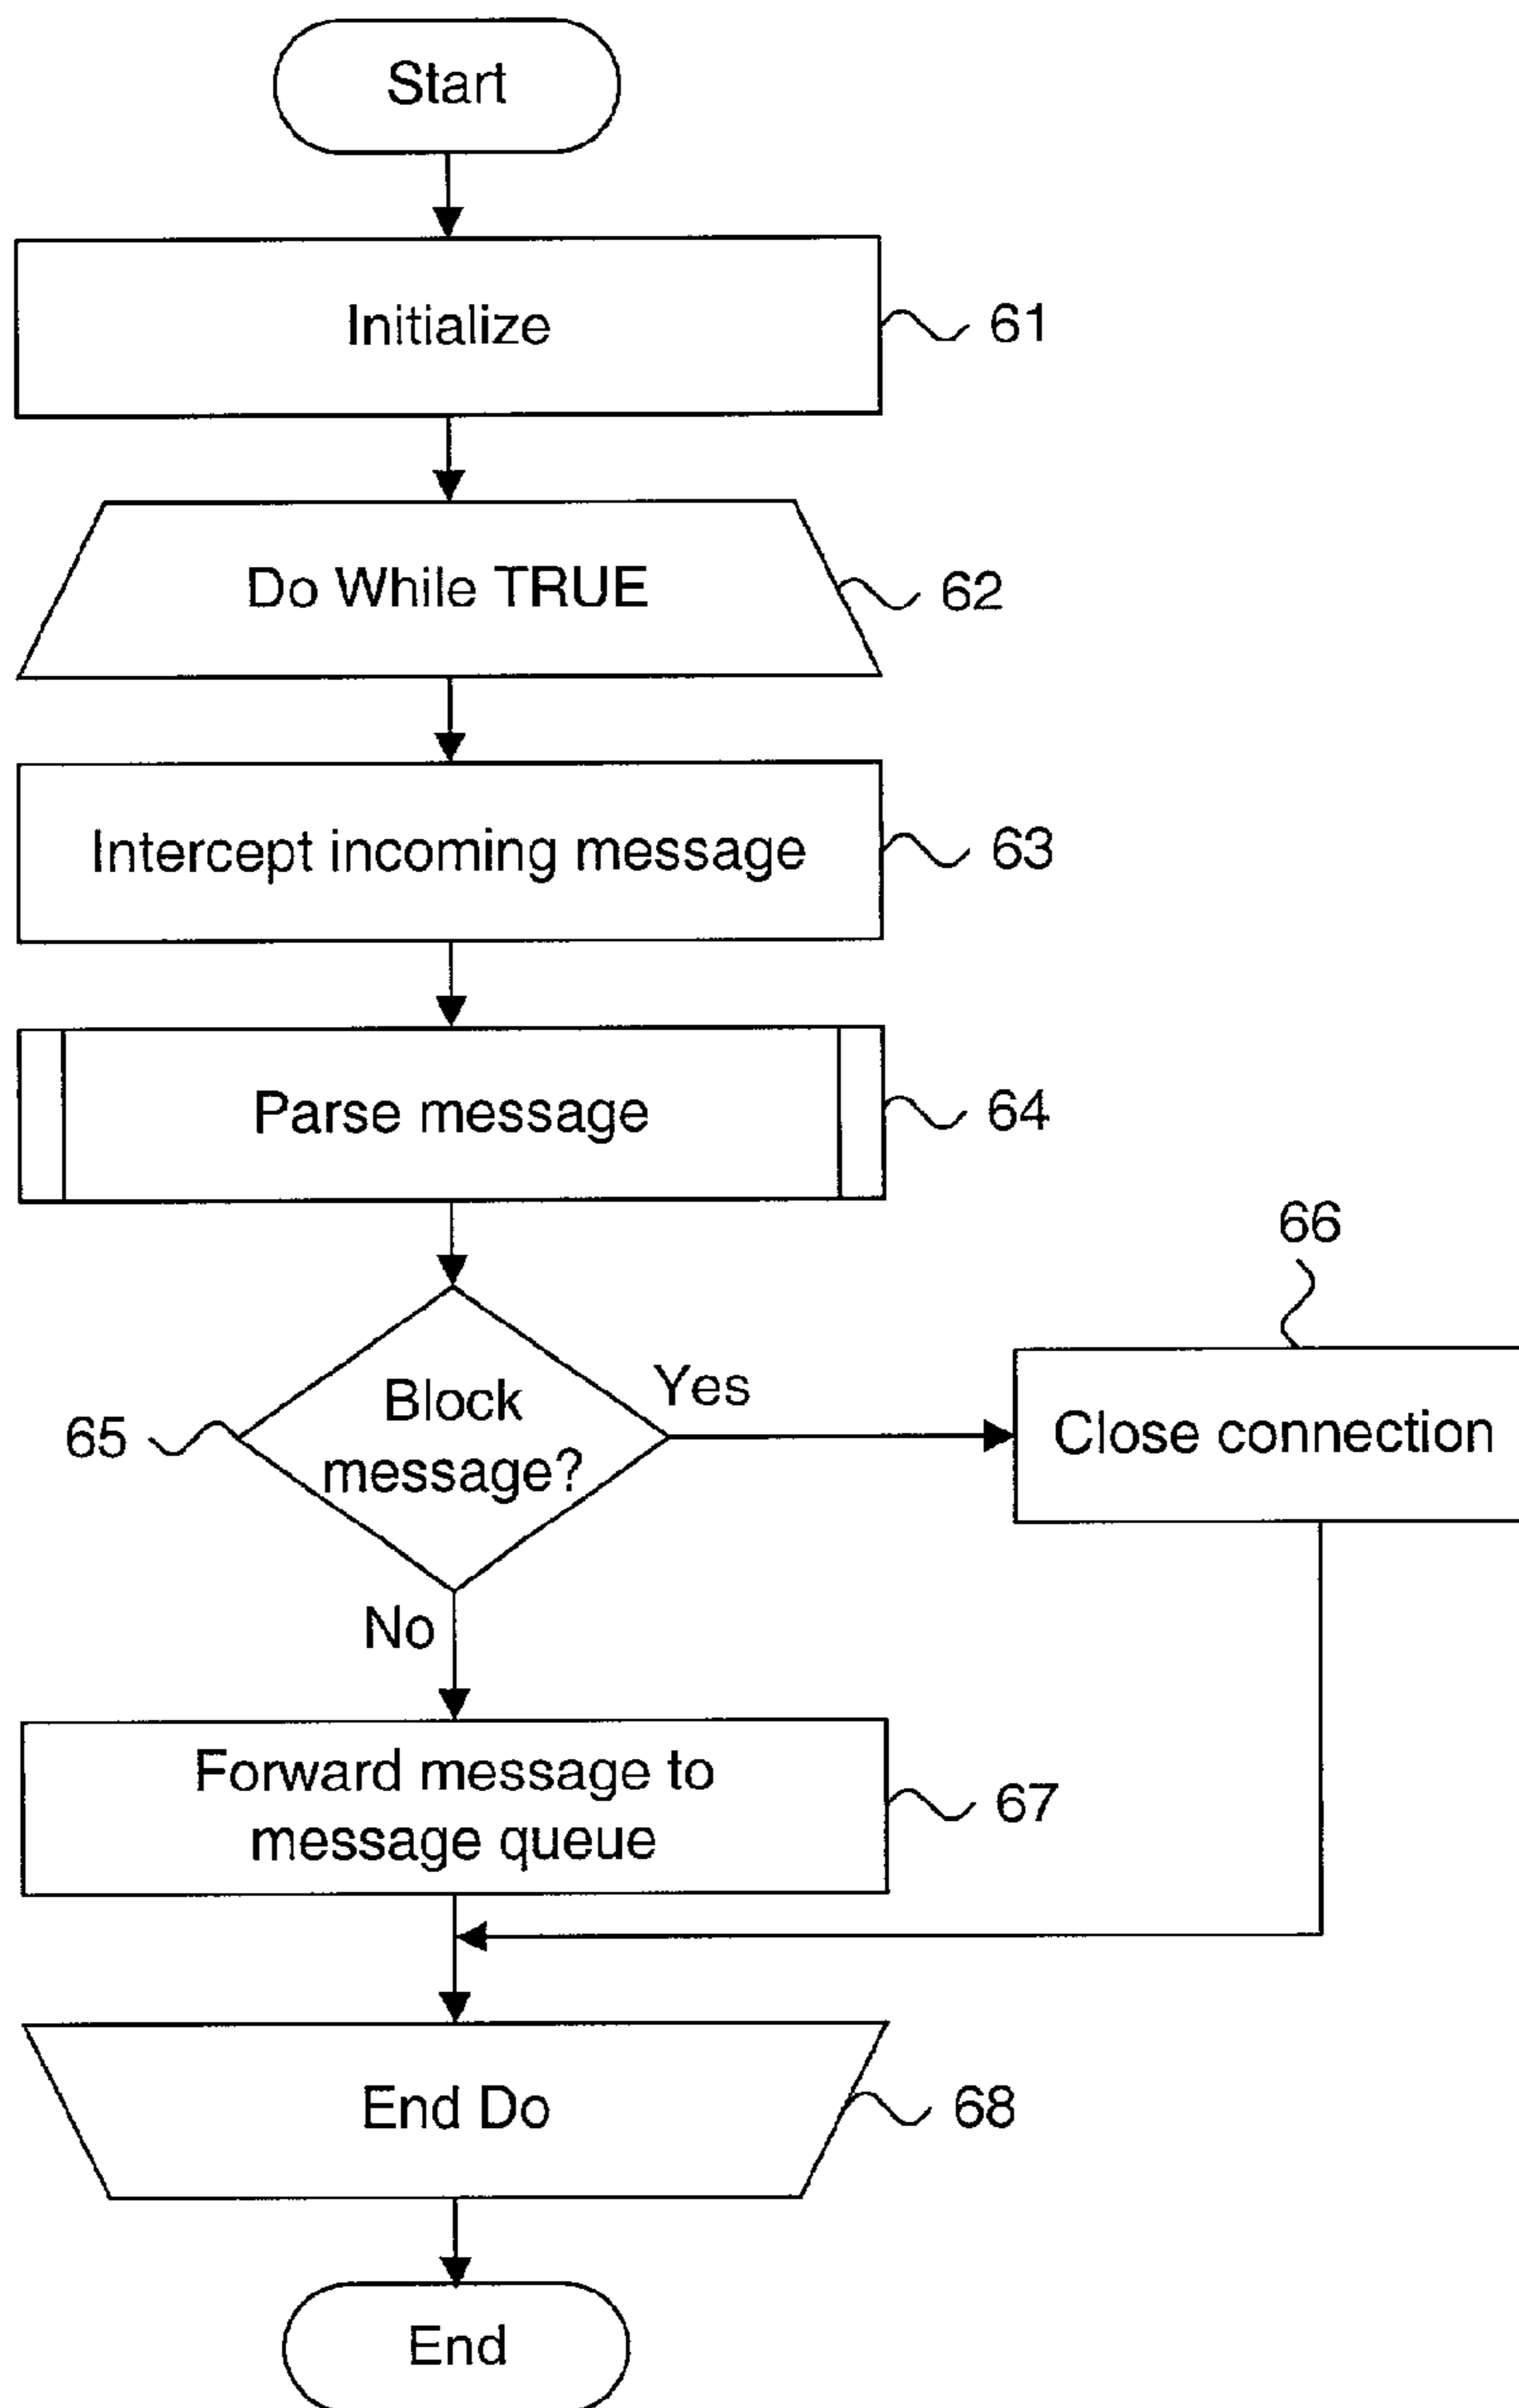 Start
Initialize
61
Do While TRUE
62
Intercept incoming message
63
Parse message
64
66
Block
message?
65
Yes
Close connection
No
Forward message to
message queue
67
End Do
68
End